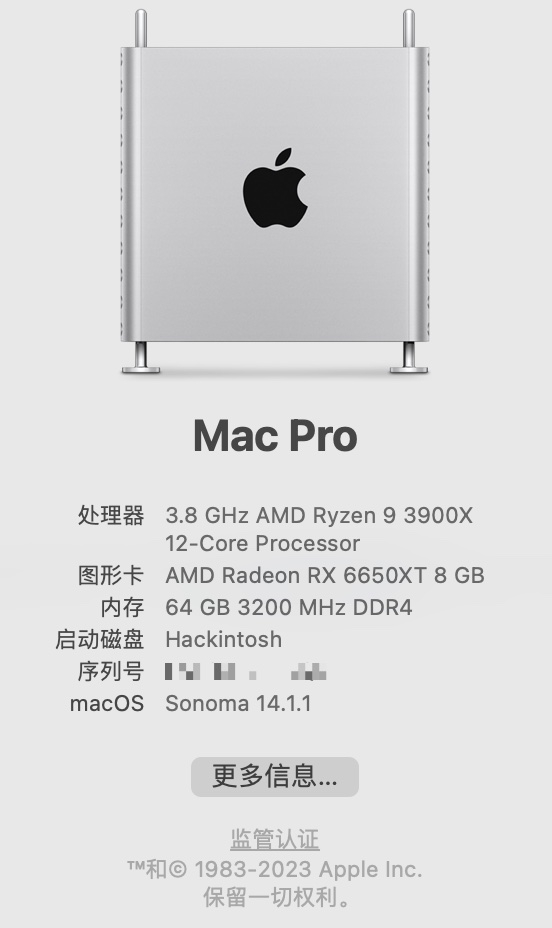 Mac Pro
处理器 3.8 GHz AMD Ryzen 9 3900X
12-Core Processor
图形卡 AMD Radeon RX 6650XT 8 GB
内存 64 GB 3200 MHz DDR4
启动磁盘 Hackintosh
序列号
macOS Sonoma 14.1.1
更多信息...
监管认证
™和© 1983-2023 Apple Inc.
保留一切权利。